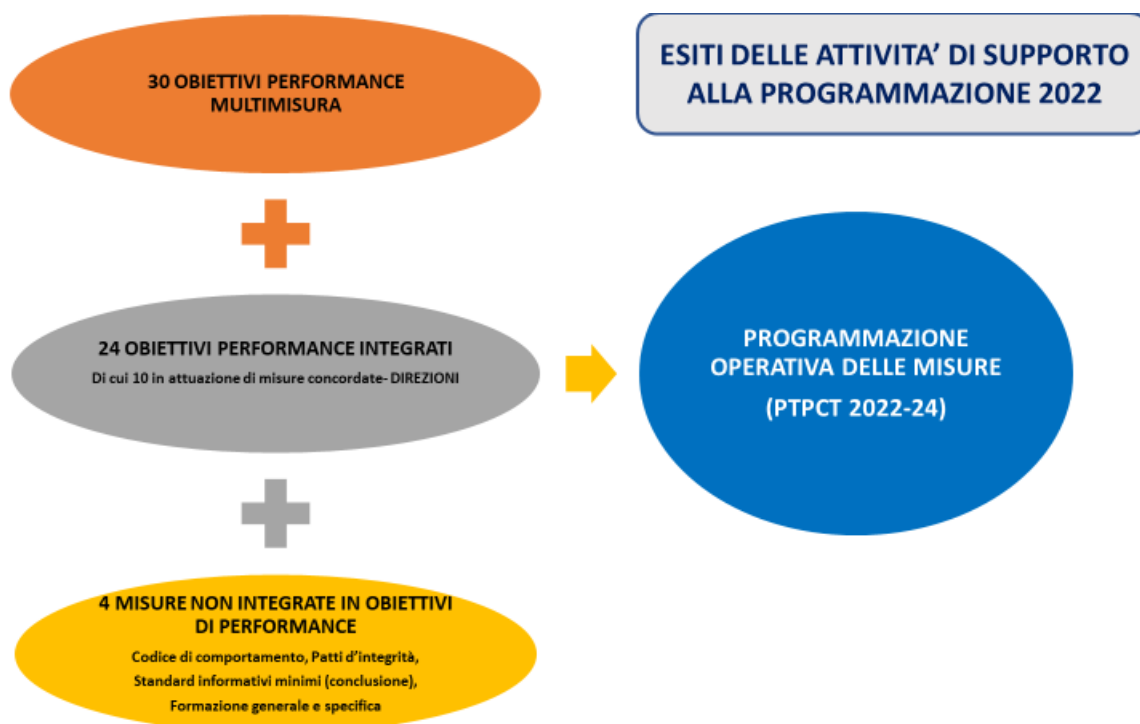 30 OBIETTIVI PERFORMANCE
MULTIMISURA
ESITI DELLE ATTIVITA’ DI SUPPORTO
ALLA PROGRAMMAZIONE 2022
24 OBIETTIVI PERFORMANCE INTEGRATI
Di cui 10 in attuazione di misure concordate- DIREZIONI
PROGRAMMAZIONE
OPERATIVA DELLE MISURE
(PTPCT 2022-24)
4 MISURE NON INTEGRATE IN OBIETTIVI
DI PERFORMANCE
Codice di comportamento, Patti d’integrità,
Standard informativi minimi (conclusione),
Formazione generale e specifica